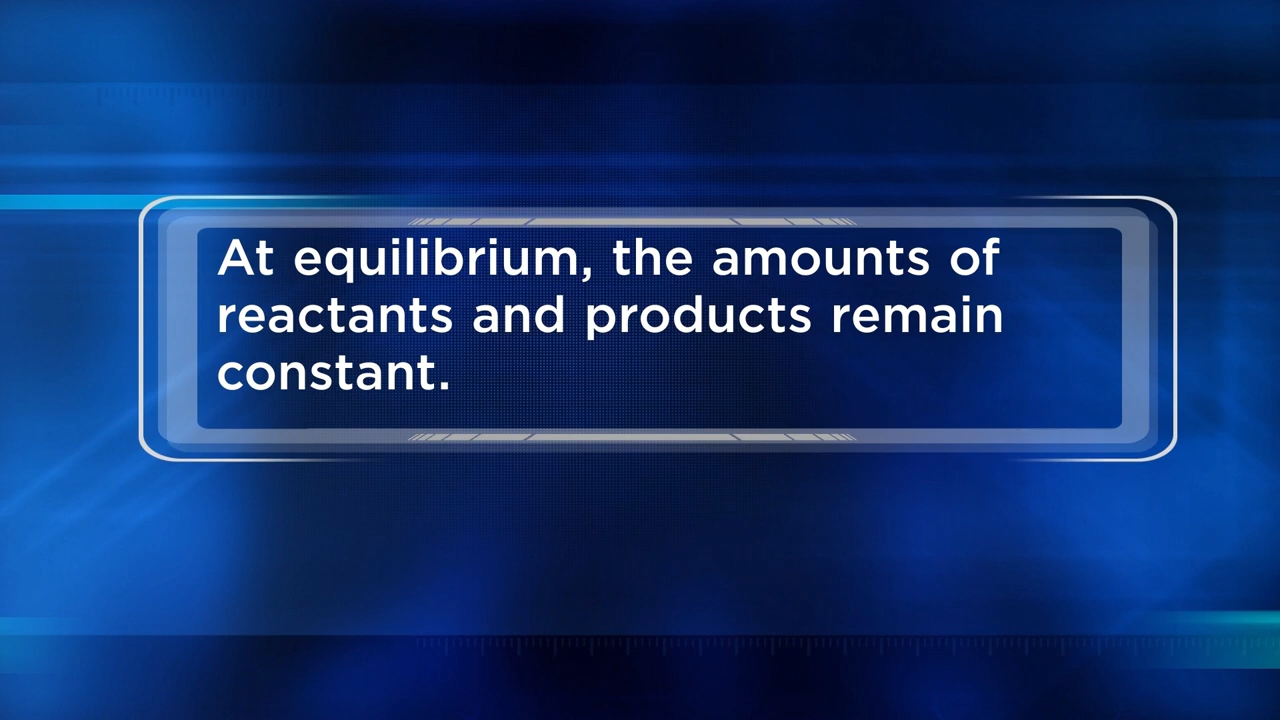 At equilibrium, the amounts of
reactants and products remain
constant.